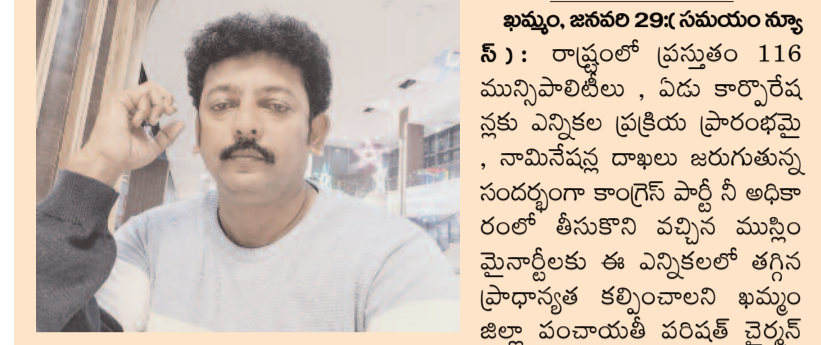 ఖమ్మం, జనవరి 29:( సమయం న్యూ
స్ ) : రాష్ట్రంలో ప్రస్తుతం 116
మున్సిపాలిటీలు , ఏడు కార్పొరేష
న్లకు ఎన్నికల ప్రక్రియ ప్రారంభమై
, నామినేషన్ల దాఖలు జరుగుతున్న
సందర్భంగా కాంగ్రెస్ పార్టీ నీ అధికా
రంలో తీసుకొని వచ్చిన ముస్లిం
మైనార్టీలకు ఈ ఎన్నికలలో తగ్గిన
ప్రాధాన్యత కల్పించాలని ఖమ్మం
జిల్లా పంచాయతీ పరిషత్ చైర్మన్